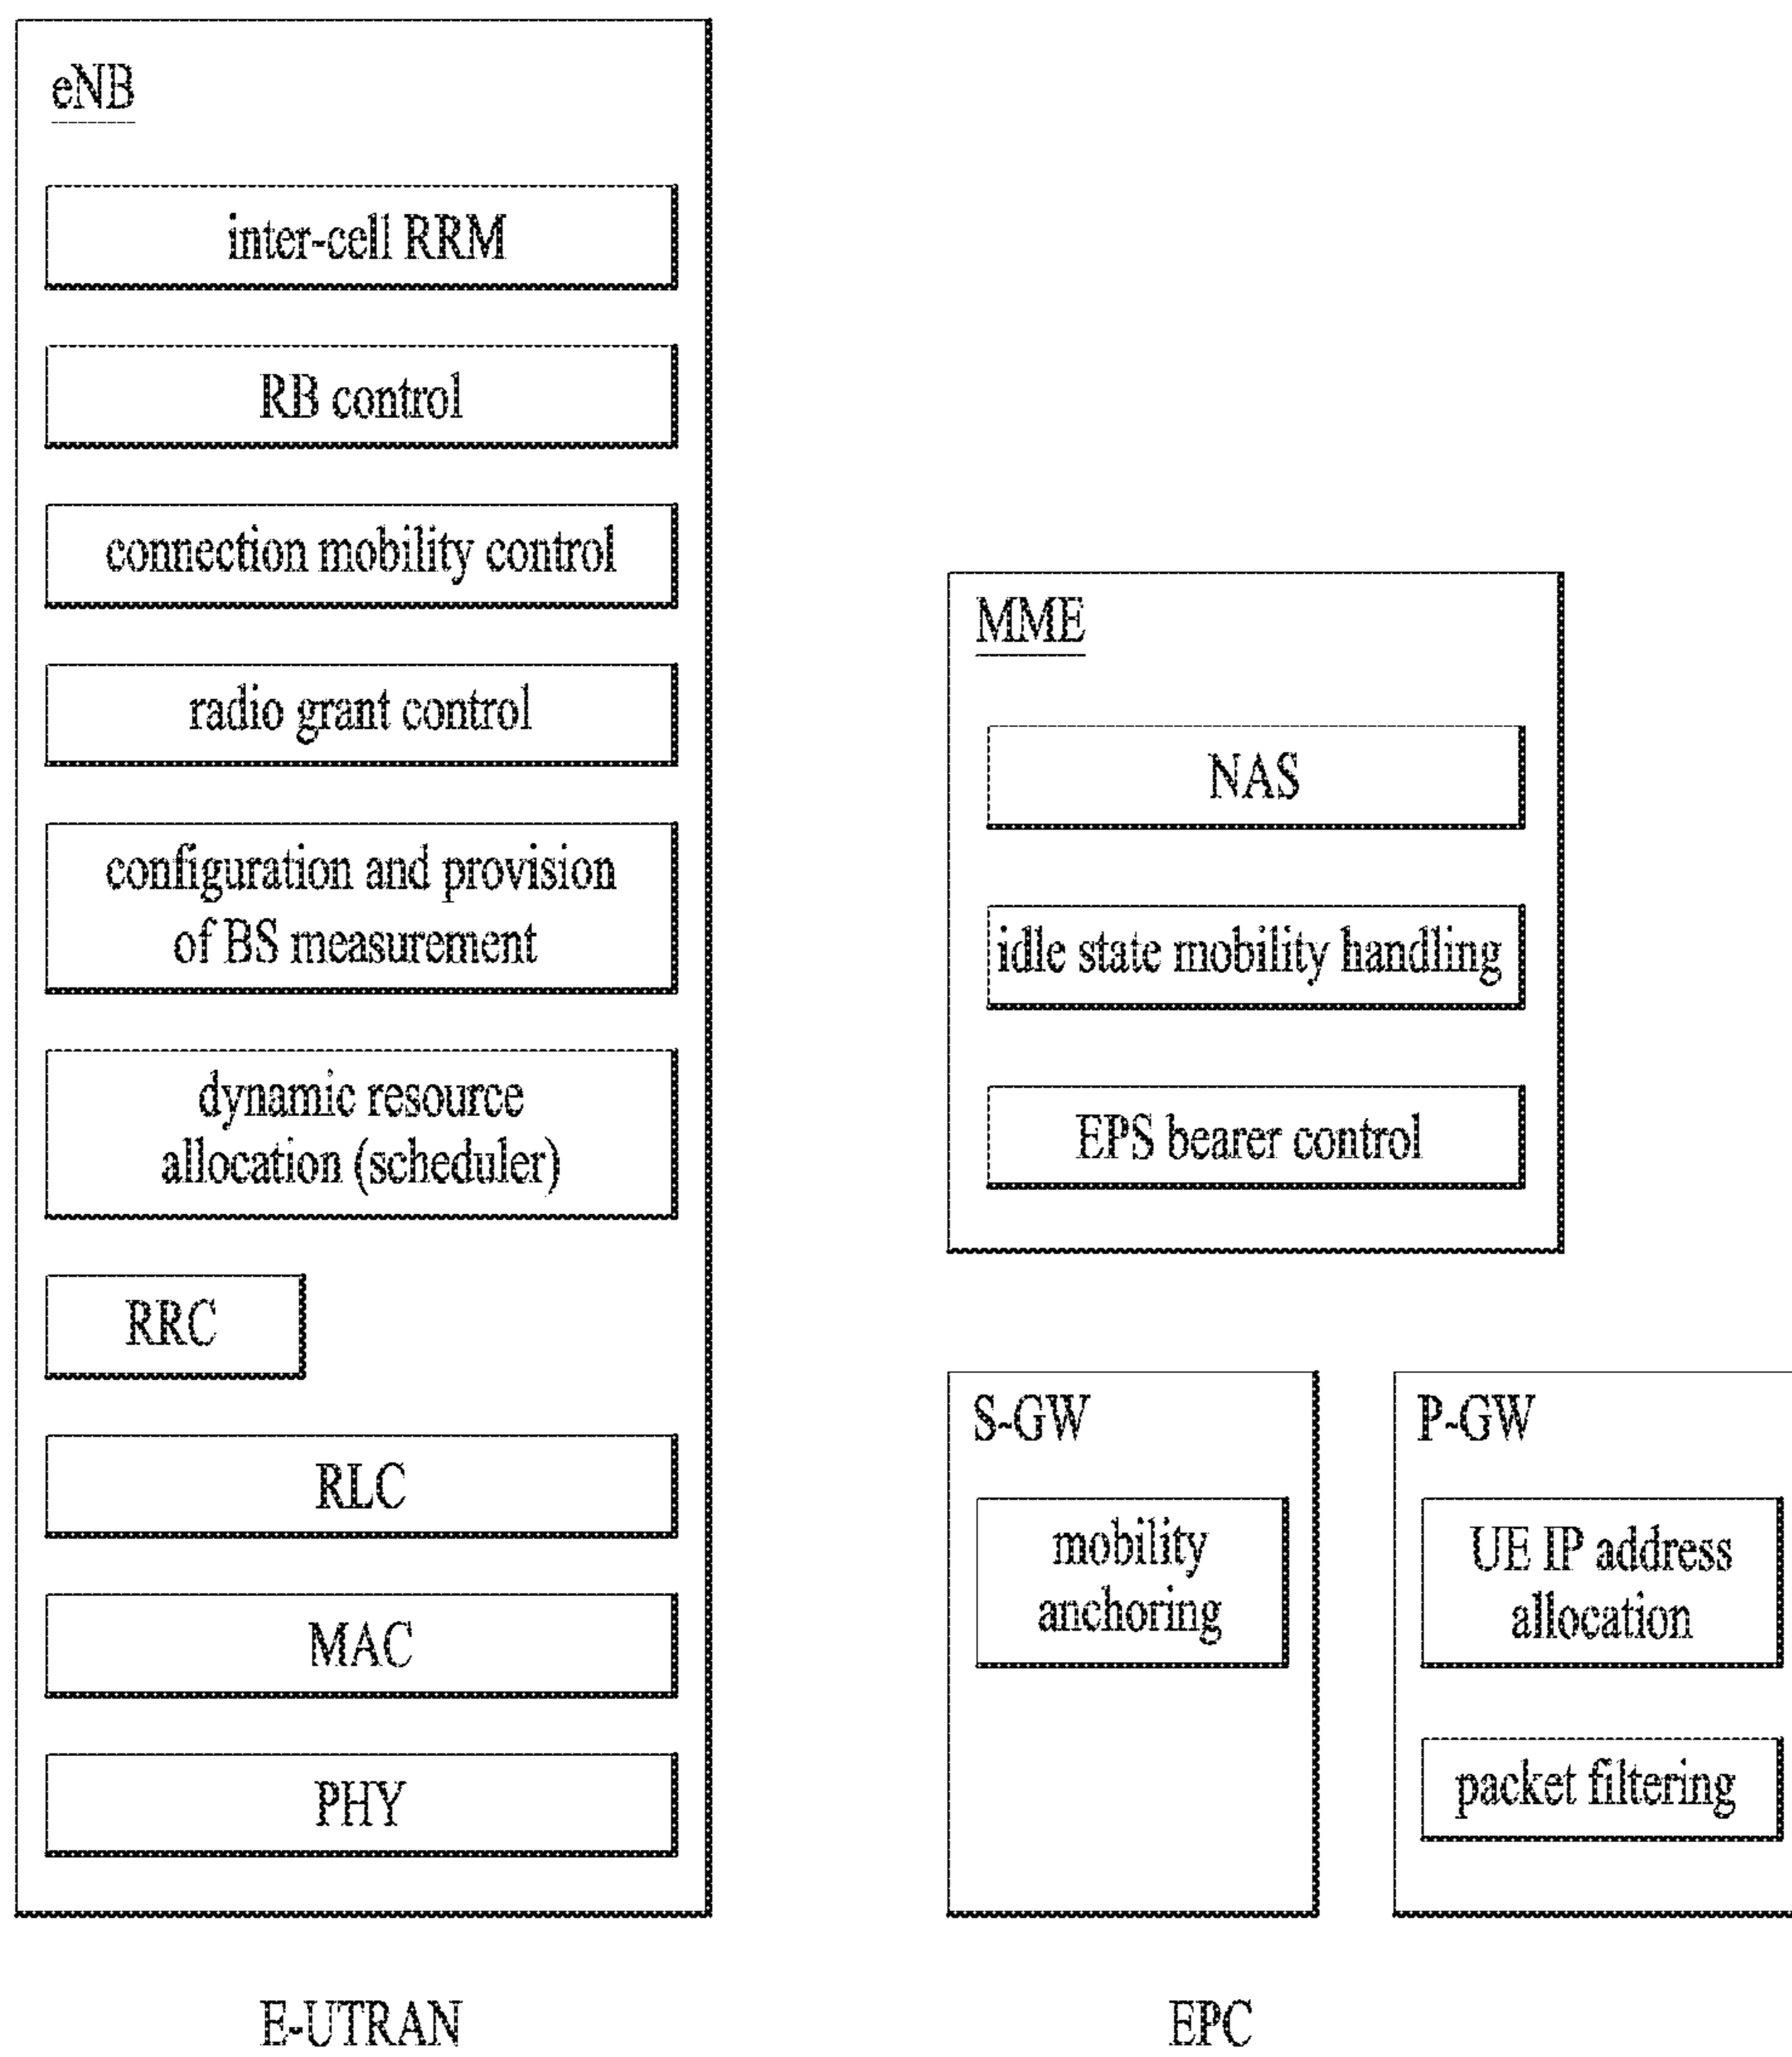 eNB
inter-cell RRM
RB control
connection mobility control
radio grant control
configuration and provision
of BS measurement
dynamic resource
allocation (scheduler)
RRC
RLC
MAC
PHY
E-UTRAN
MME
NAS
idle state mobility handling
EPS bearer control
S-GW
mobility
anchoring
P-GW
UE IP address
allocation
packet filtering
EPC